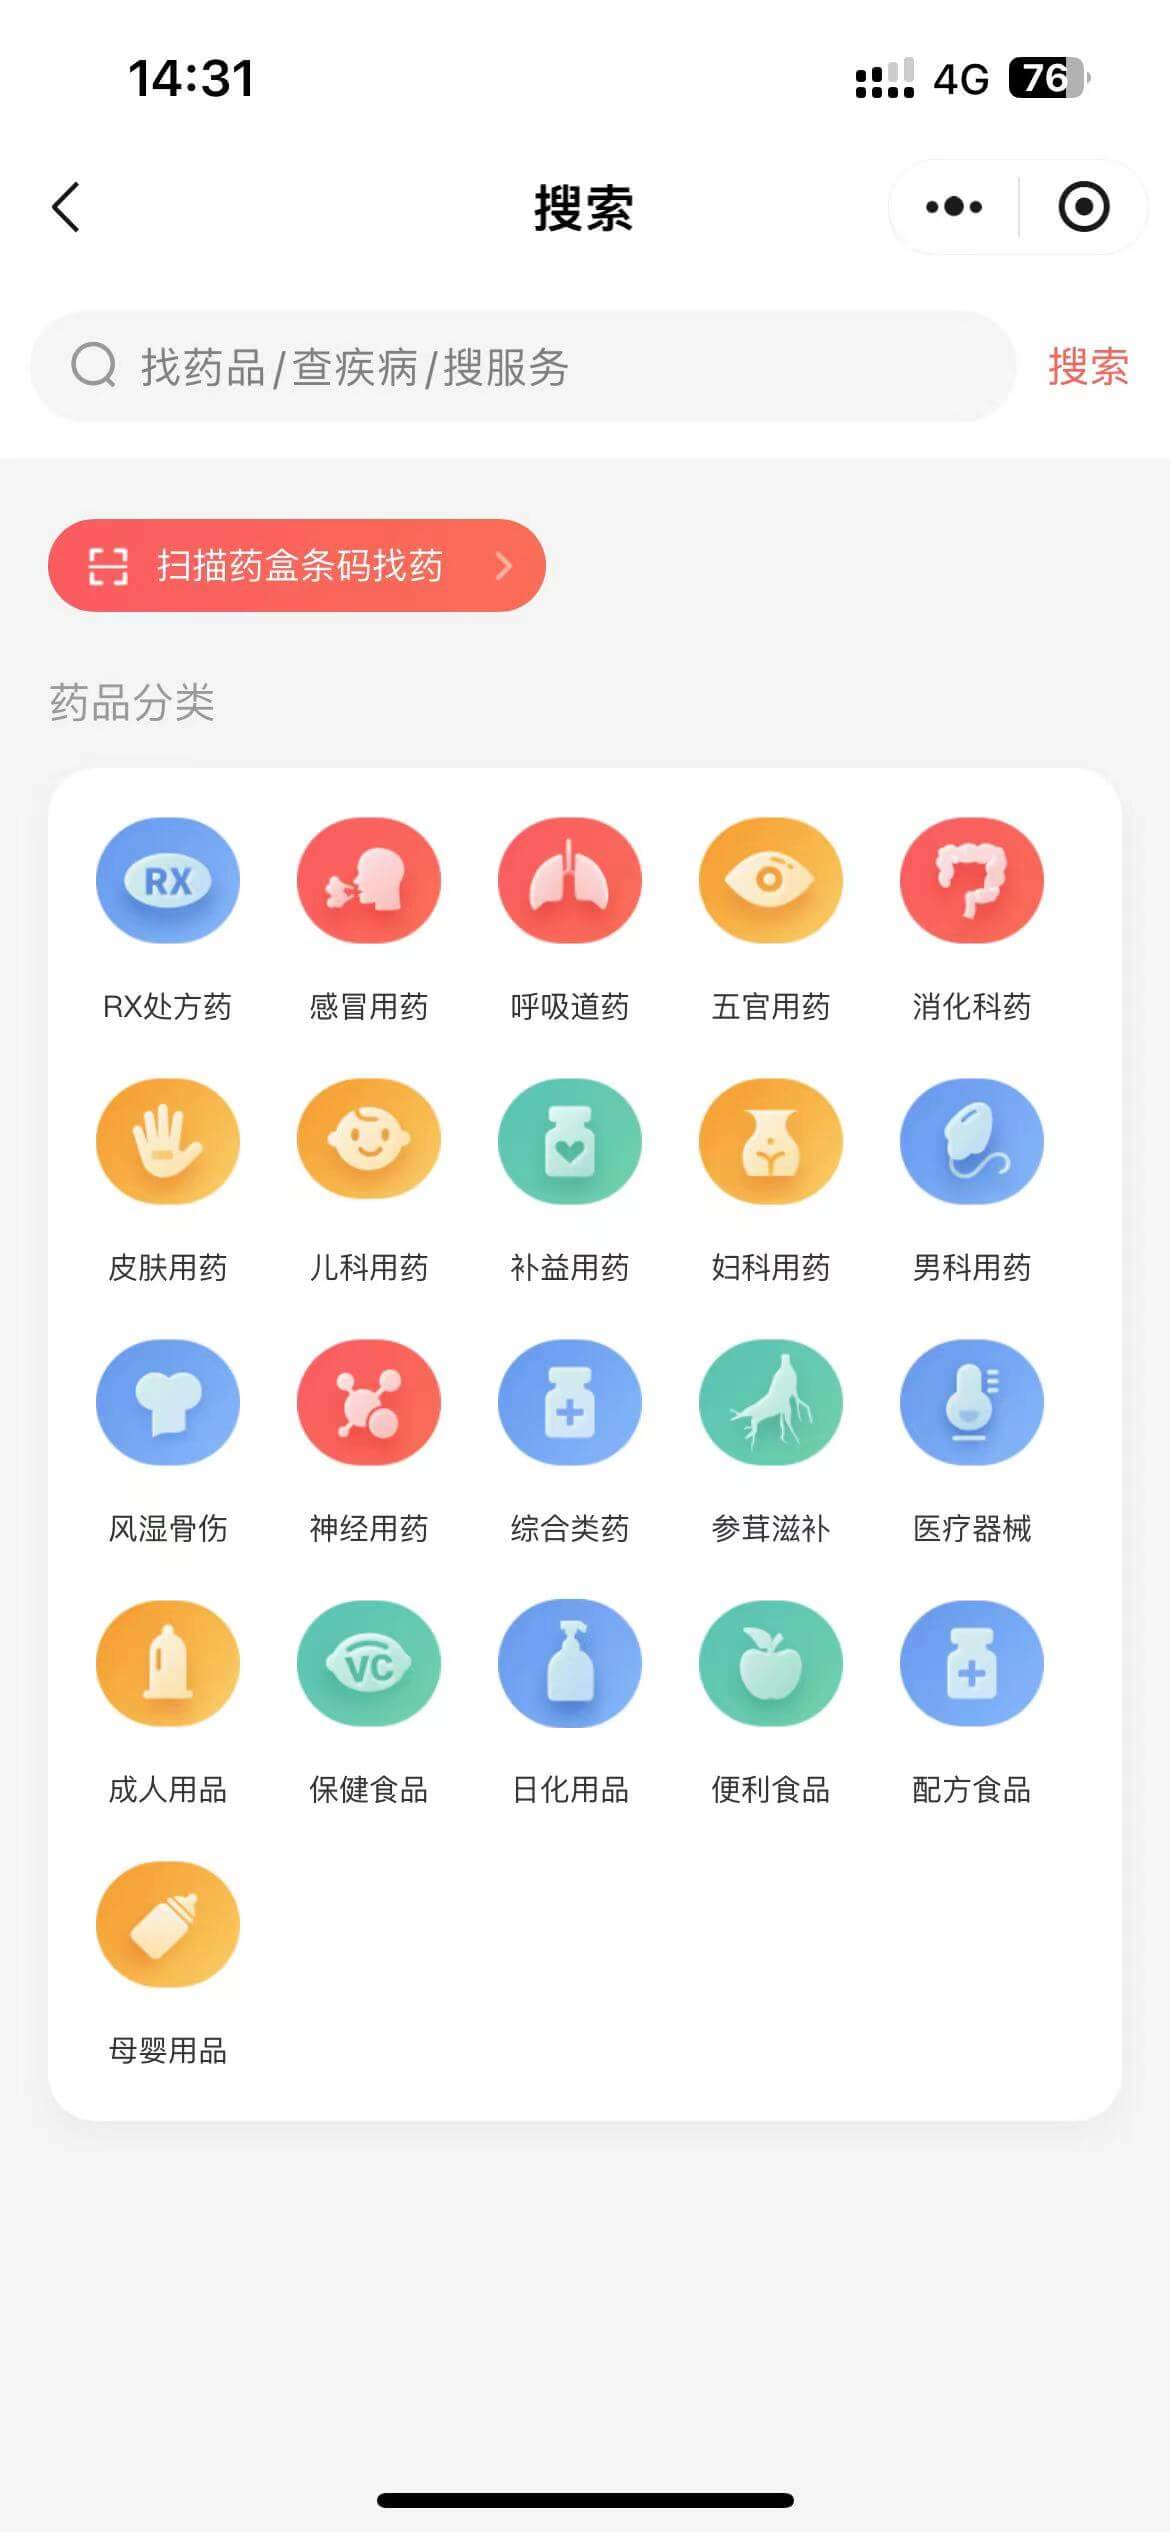 14:31
4G 76
搜索
找药品/查疾病/搜服务
搜索
扫描药盒条码找药
药品分类
RX
RX处方药 感冒用药 呼吸道药 五官用药 消化科药
皮肤用药 儿科用药 补益用药 妇科用药 男科用药
风湿骨伤 神经用药 综合类药 参茸滋补 医疗器械
VC
成人用品 保健食品 日化用品 便利食品 配方食品
母婴用品